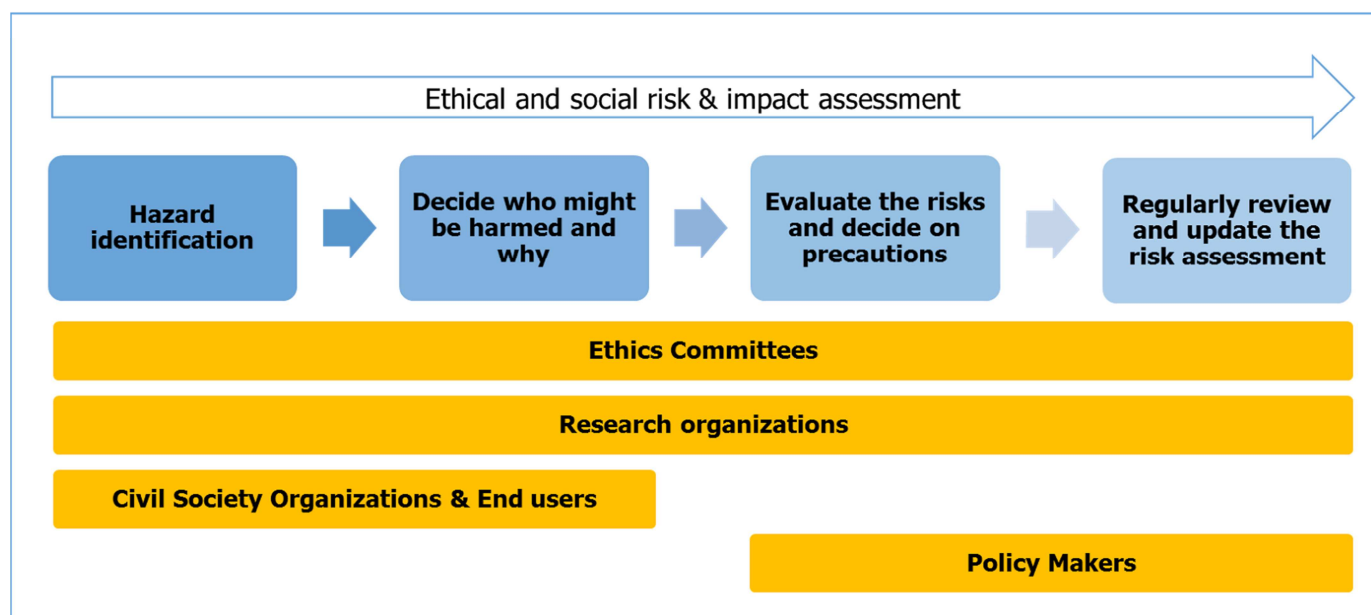 Ethical and social risk & impact assessment
Hazard
identification
Decide who might
be harmed and
why
Evaluate the risks
and decide on
precautions
Regularly review
and update the
risk assessment
Ethics Committees
Research organizations
Civil Society Organizations & End users
Policy Makers